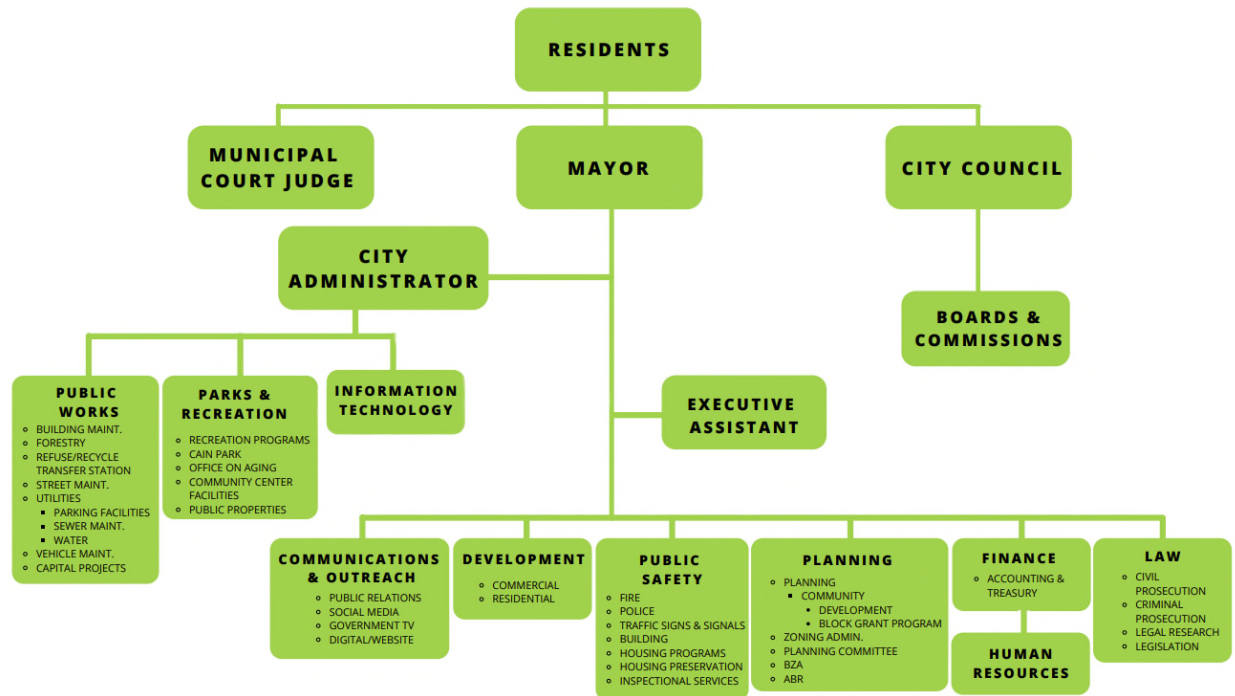 RESIDENTS
MUNICIPAL
COURT JUDGE
MAYOR
CITY COUNCIL
CITY
ADMINISTRATOR
BOARDS &
COMMISSIONS
PUBLIC
WORKS
BUILDING MAINT.
FORESTRY
REFUSE/RECYCLE
TRANSFER STATION
STREET MAINT.
UTILITIES
PARKING FACILITIES
SEWER MAINT.
WATER
VEHICLE MAINT.
CAPITAL PROJECTS
PARKS &
RECREATION
RECREATION PROGRAMS
CAIN PARK
OFFICE ON AGING
COMMUNITY CENTER
FACILITIES
PUBLIC PROPERTIES
INFORMATION
TECHNOLOGY
EXECUTIVE
ASSISTANT
COMMUNICATIONS
& OUTREACH
PUBLIC RELATIONS
SOCIAL MEDIA
GOVERNMENT TV
DIGITAL/WEBSITE
DEVELOPMENT
COMMERCIAL
RESIDENTIAL
PUBLIC
SAFETY
FIRE
POLICE
TRAFFIC SIGNS & SIGNALS
BUILDING
HOUSING PROGRAMS
HOUSING PRESERVATION
INSPECTIONAL SERVICES
PLANNING
PLANNING
COMMUNITY
DEVELOPMENT
BLOCK GRANT PROGRAM
ZONING ADMIN.
PLANNING COMMITTEE
BZA
ABR
FINANCE
ACCOUNTING &
TREASURY
HUMAN
RESOURCES
LAW
CIVIL
PROSECUTION
CRIMINAL
PROSECUTION
LEGAL RESEARCH
LEGISLATION